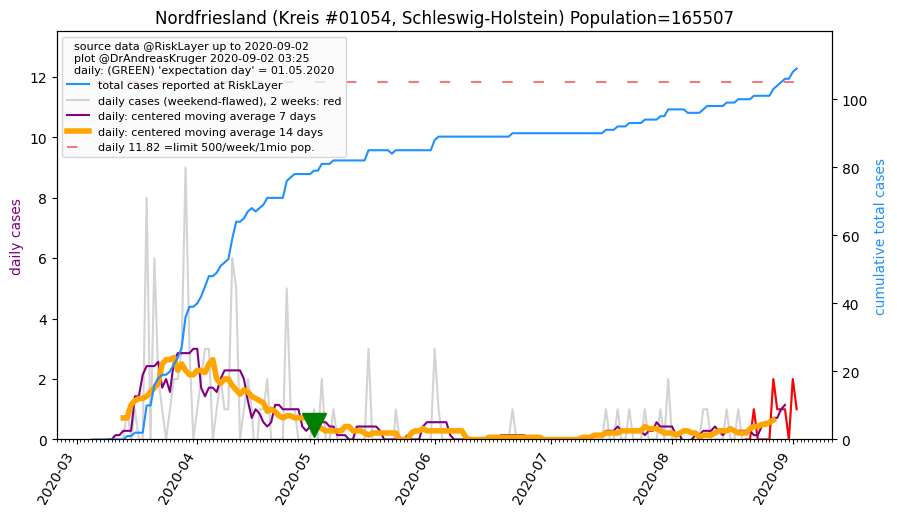 Nordfriesland (Kreis #01054, Schleswig-Holstein) Population=165507
source data @RiskLayer up to 2020-09-02
plot @DrAndreasKruger 2020-09-02 03:25
daily: (GREEN) 'expectation day' = 01.05.2020
total cases reported at RiskLayer
daily cases (weekend-flawed), 2 weeks: red
daily: centered moving average 7 days
daily: centered moving average 14 days
daily 11.82 =limit 500/week/1mio pop.
daily cases
12
10
8
6
4
2
0
cumulative total cases
100
80
60
40
20
0
2020-03
2020-04
2020-05
2020-06
2020-07
2020-08
2020-09